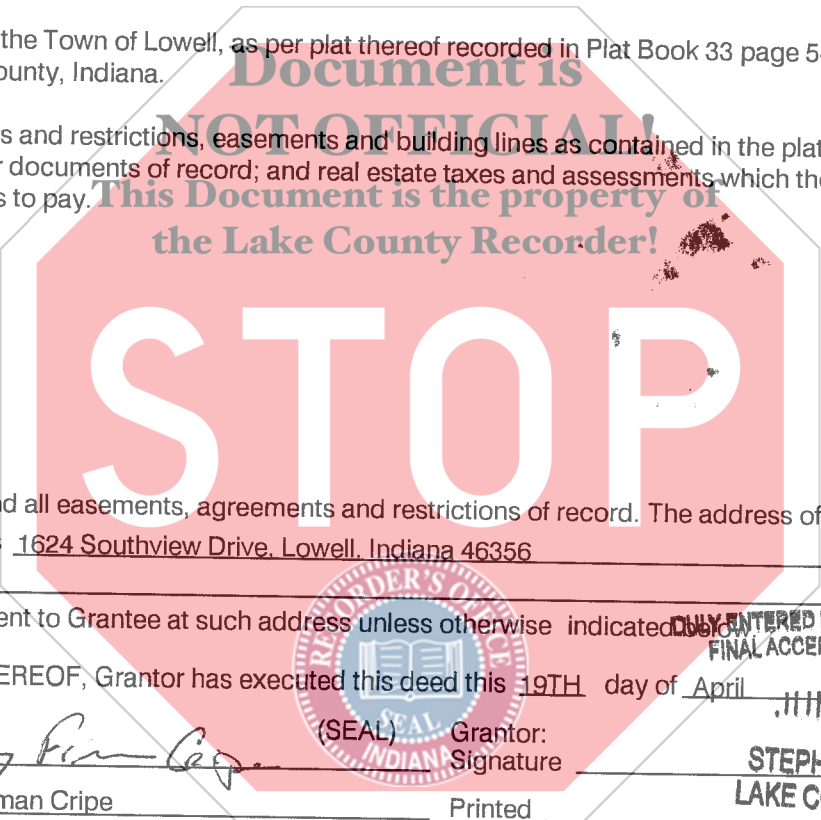 the Town of Lowell, as per plat thereof recorded in Plat Book 33 page 5
ounty, Indiana.
Document is
NOT OFFICIAL!
s and restrictions, easements and building lines as contained in the plat
r documents of record; and real estate taxes and assessments which the
s to pay.
This Document is the property of
the Lake County Recorder!
STOP
nd all easements, agreements and restrictions of record. The address of
1624 Southview Drive, Lowell, Indiana 46356
ent to Grantee at such address unless otherwise indicated below
DULY ENTERED
FINAL ACCE
EREOF, Grantor has executed this deed this 19TH day of April
RECORDER'S OFFICE
SEAL
INDIANA
(SEAL) Grantor:
Signature
STEPH
LAKE C
man Cripe Printed